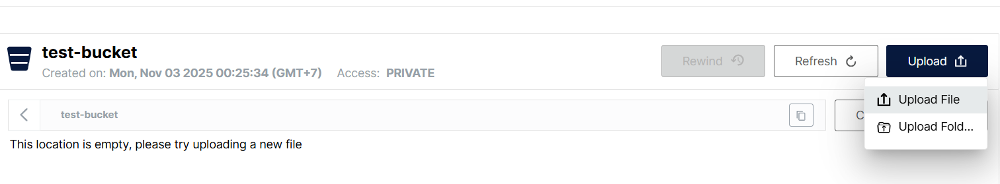 test-bucket
Created on: Mon, Nov 03 2025 00:25:34 (GMT+7) Access: PRIVATE
Rewind Refresh Upload
test-bucket
Upload File
Upload Fold...
This location is empty, please try uploading a new file